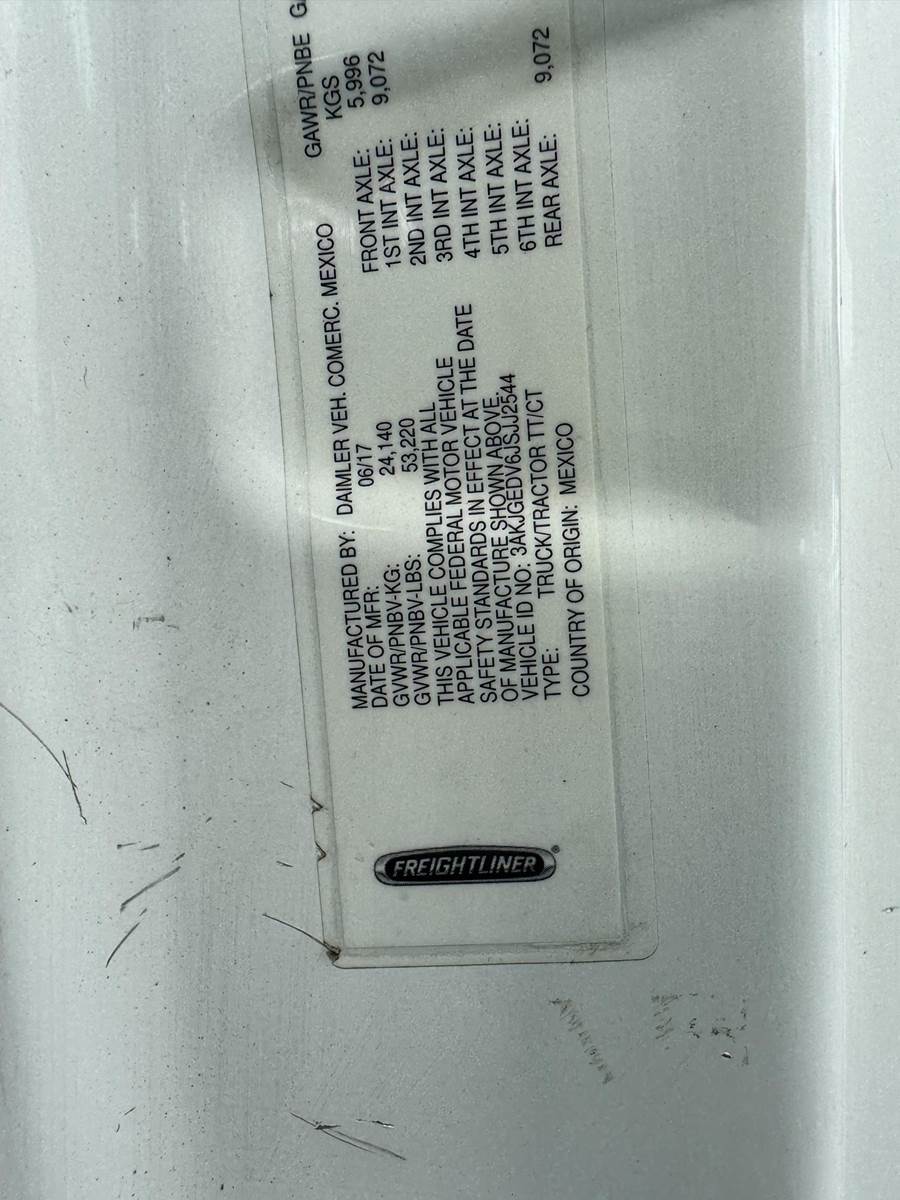 FREIGHTLINER®
MANUFACTURED BY: DAIMLER VEH. COMERC. MEXICO
DATE OF MFR: 06/17
GVWR/PNBV-KG: 24,140
GVWR/PNBV-LBS: 53,220
THIS VEHICLE COMPLIES WITH ALL
APPLICABLE FEDERAL MOTOR VEHICLE
SAFETY STANDARDS IN EFFECT AT THE DATE
OF MANUFACTURE SHOWN ABOVE.
VEHICLE ID NO: 3AKJGEDV6JSJJ2544
TYPE: TRUCK/TRACTOR TT/CT
COUNTRY OF ORIGIN: MEXICO
GAWR/PNBE
KGS
FRONT AXLE: 5,996
1ST INT AXLE: 9,072
2ND INT AXLE:
3RD INT AXLE:
4TH INT AXLE:
5TH INT AXLE:
6TH INT AXLE:
REAR AXLE: 9,072